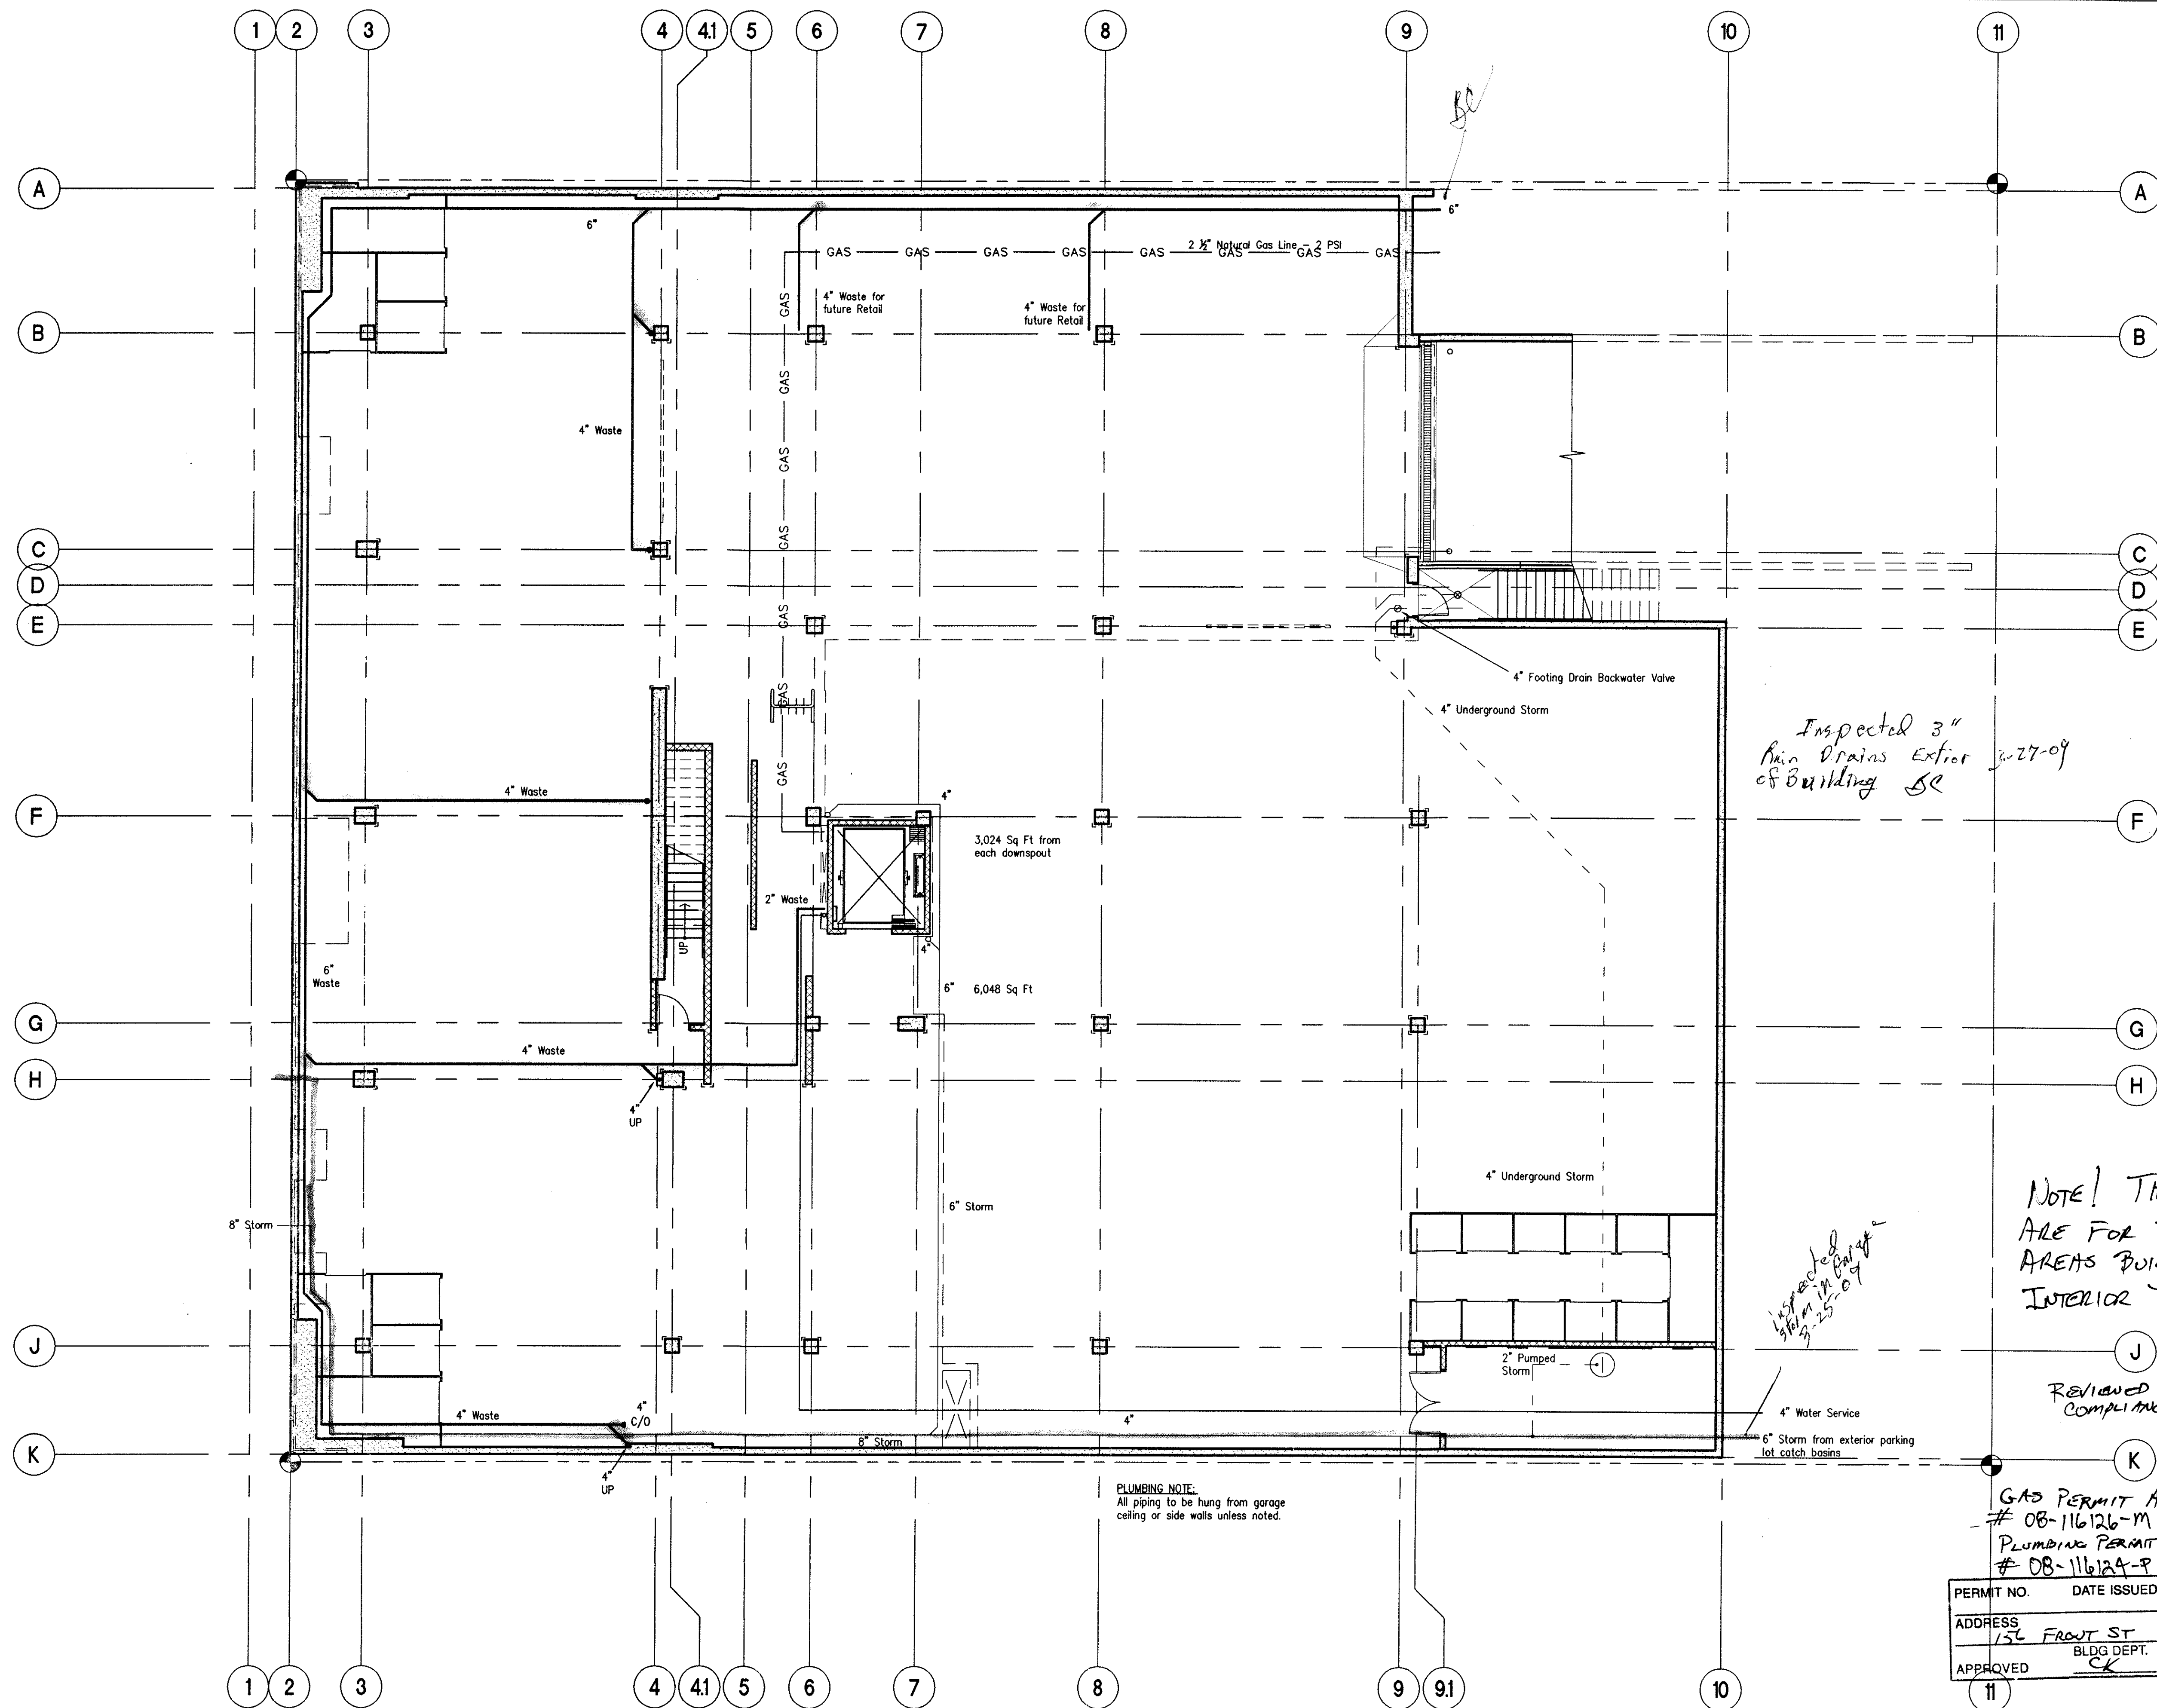 1 2 3 4 4.1 5 6 7 8 9 10 11
A A
6"
6"
2 ½" Natural Gas Line - 2 PSI
GAS GAS GAS GAS GAS GAS GAS GAS
GAS
4" Waste for
future Retail
4" Waste for
future Retail
B B
GAS
4" Waste
GAS
GAS
C C
D D
GAS
E E
4" Footing Drain Backwater Valve
GAS
4" Underground Storm
Inspected 3"
Rain Drains
of Building
GAS
4" Waste
4"
F F
3,024 Sq Ft from
each downspout
2" Waste
UP
4"
6"
Waste
6" 6,048 Sq Ft
G G
4" Waste
H H
4"
UP
4" Underground Storm
NOTE! TH
ARE FOR
AREAS BUI
INTERIOR
6" Storm
8" Storm
Inspected
Storm in Garage
J J
2" Pumped
Storm
REVIEWED
COMPLIANC
4" Waste
4"
C/O
4"
4" Water Service
8" Storm
6" Storm from exterior parking
lot catch basins
K K
4"
UP
PLUMBING NOTE:
All piping to be hung from garage
ceiling or side walls unless noted.
GAS PERMIT A
# 08-116126-M
PLUMBING PERMIT
# 08-116124-P
PERMIT NO. DATE ISSUED
ADDRESS
FRONT ST
BLDG DEPT.
APPROVED CK
1 2 3 4 4.1 5 6 7 8 9 9.1 10 11